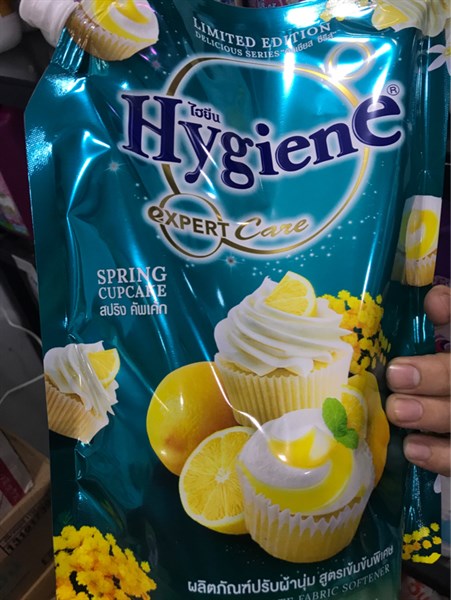 LIMITED EDITION
DELICIOUS SERIES
ไฮยีน
Hygiene®
EXPERT Care
SPRING
CUPCAKE
สปริง คัพเคก
ผลิตภัณฑ์ปรับผ้านุ่ม สูตรเข้มข้นพิเศษ
FABRIC SOFTENER